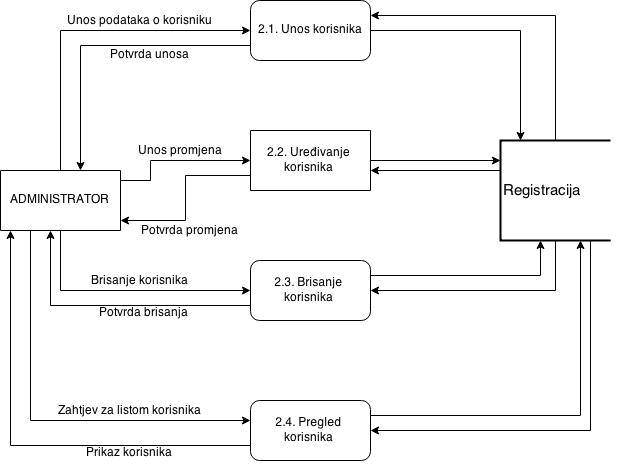 Unos podataka o korisniku
2.1. Unos korisnika
Potvrda unosa
Unos promjena
2.2. Uređivanje
korisnika
ADMINISTRATOR
Registracija
Potvrda promjena
Brisanje korisnika
2.3. Brisanje
korisnika
Potvrda brisanja
Zahtjev za listom korisnika
2.4. Pregled
korisnika
Prikaz korisnika